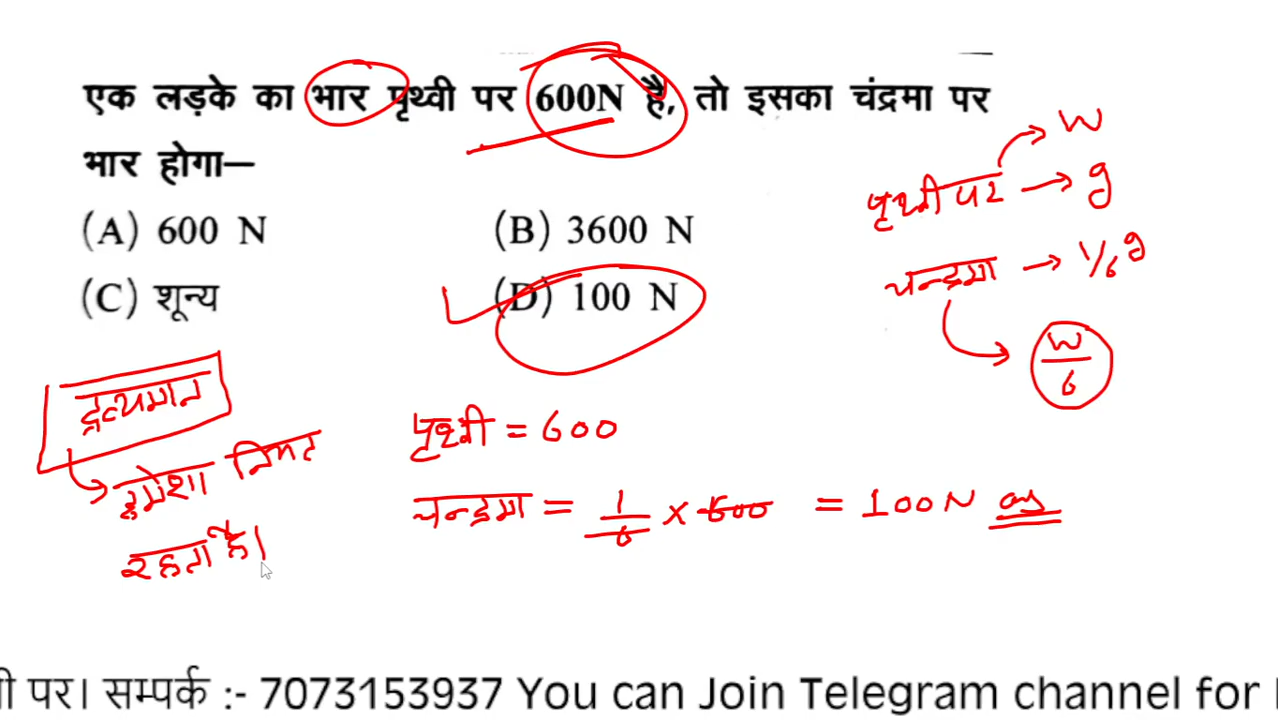 एक लड़के का भार पृथ्वी पर 600N है, तो इसका चंद्रमा पर
भार होगा—
(A) 600 N (B) 3600 N
(C) शून्य (D) 100 N
W
पृथ्वी पर → g
चन्द्रमा → 1/6 g
W/6
द्रव्यमान
हमेशा नियत
रहता है।
पृथ्वी = 600
चन्द्रमा = 1/6 × 600 = 100N ans
पर। सम्पर्क :- 7073153937 You can Join Telegram channel for